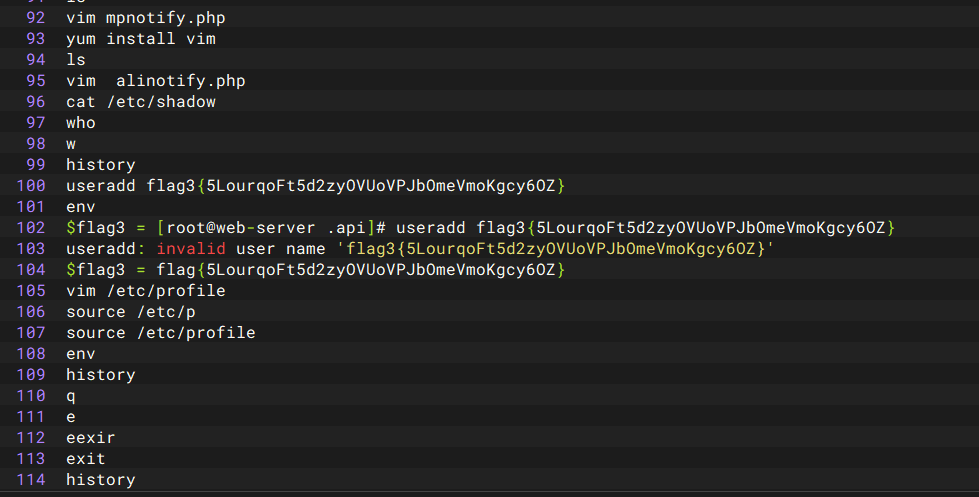 92 vim mpnotify.php
93 yum install vim
94 ls
95 vim  alinotify.php
96 cat /etc/shadow
97 who
98 w
99 history
100 useradd flag3{5LourqoFt5d2zyOVUoVPJbOmeVmoKgcy6OZ}
101 env
102 $flag3 = [root@web-server .api]# useradd flag3{5LourqoFt5d2zyOVUoVPJbOmeVmoKgcy6OZ}
103 useradd: invalid user name 'flag3{5LourqoFt5d2zyOVUoVPJbOmeVmoKgcy6OZ}'
104 $flag3 = flag{5LourqoFt5d2zyOVUoVPJbOmeVmoKgcy6OZ}
105 vim /etc/profile
106 source /etc/p
107 source /etc/profile
108 env
109 history
110 q
111 e
112 eexir
113 exit
114 history